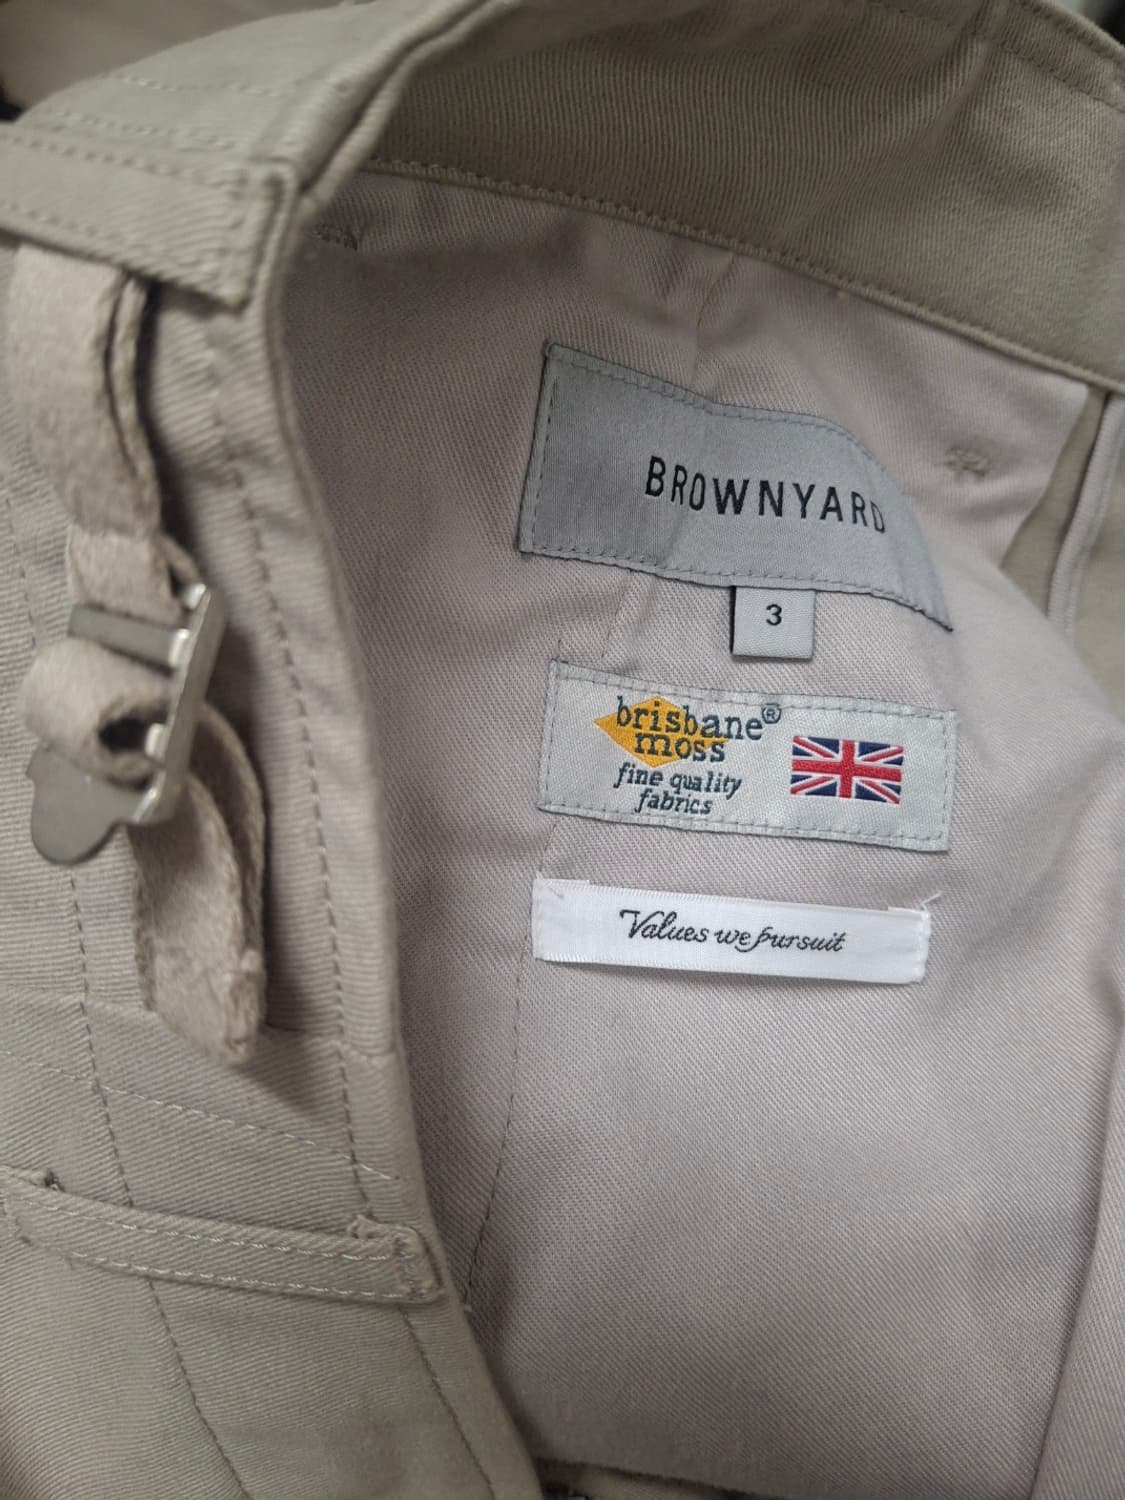 BROWNYARD
3
brisbane®
moss
fine quality
fabrics
Values we pursuit